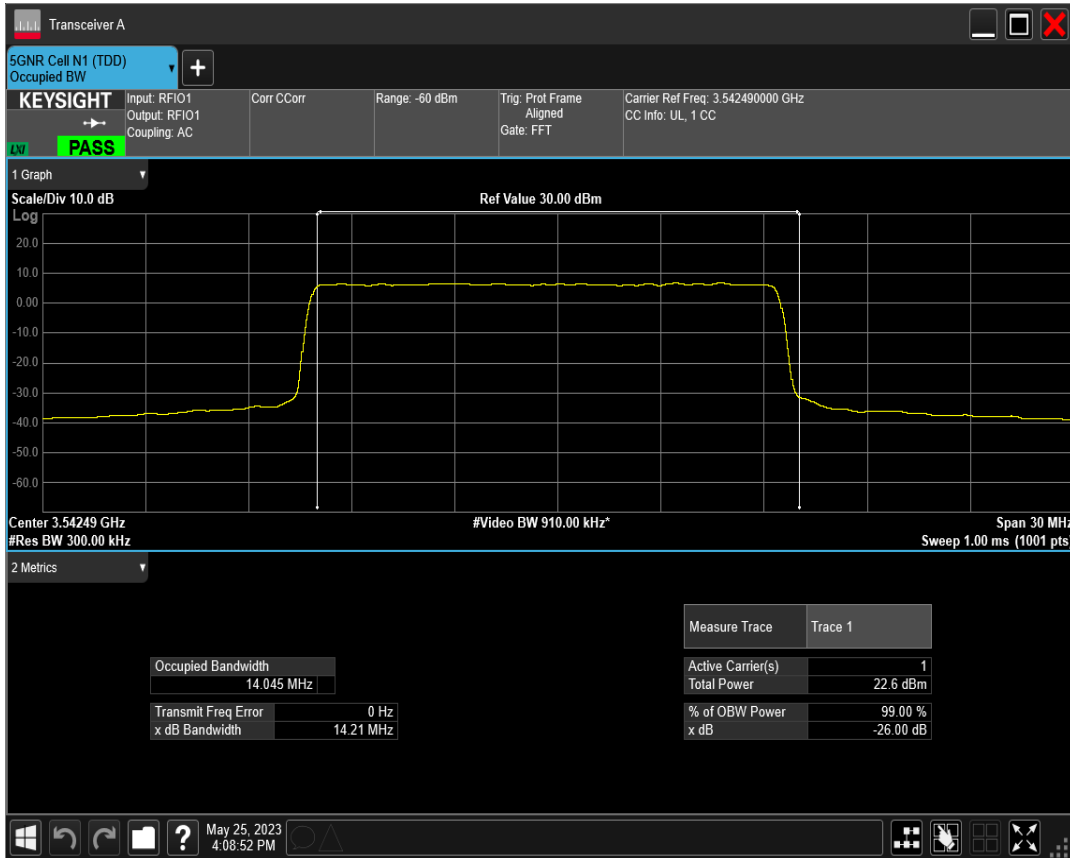 Transceiver A
5GNR Cell N1 (TDD)
Occupied BW
+
KEYSIGHT
LXI
PASS
Input: RFIO1
Output: RFIO1
Coupling: AC
Corr CCorr
Range: -60 dBm
Trig: Prot Frame
Aligned
Gate: FFT
Carrier Ref Freq: 3.542490000 GHz
CC Info: UL, 1 CC
1 Graph
Scale/Div 10.0 dB
Ref Value 30.00 dBm
Log
20.0
10.0
0.00
-10.0
-20.0
-30.0
-40.0
-50.0
-60.0
Center 3.54249 GHz
#Video BW 910.00 kHz*
Span 30 MHz
#Res BW 300.00 kHz
Sweep 1.00 ms (1001 pts)
2 Metrics
Measure Trace Trace 1
Occupied Bandwidth
14.045 MHz
Active Carrier(s) 1
Total Power 22.6 dBm
Transmit Freq Error 0 Hz
x dB Bandwidth 14.21 MHz
% of OBW Power 99.00 %
x dB -26.00 dB
?
May 25, 2023
4:08:52 PM